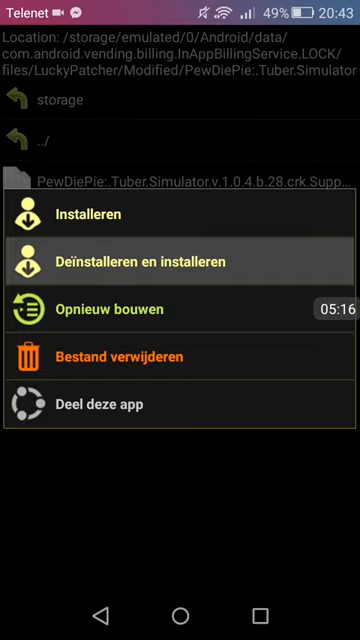 Telenet 49% 20:43
Location: /storage/emulated/0/Android/data/
com.android.vending.billing.InAppBillingService.LOCK/
files/LuckyPatcher/Modified/PewDiePie:.Tuber.Simulator
storage
../
PewDiePie:.Tuber.Simulator.v.1.0.4.b.28.crk.Supp...
Installeren
Deïnstalleren en installeren
Opnieuw bouwen
05:16
Bestand verwijderen
Deel deze app